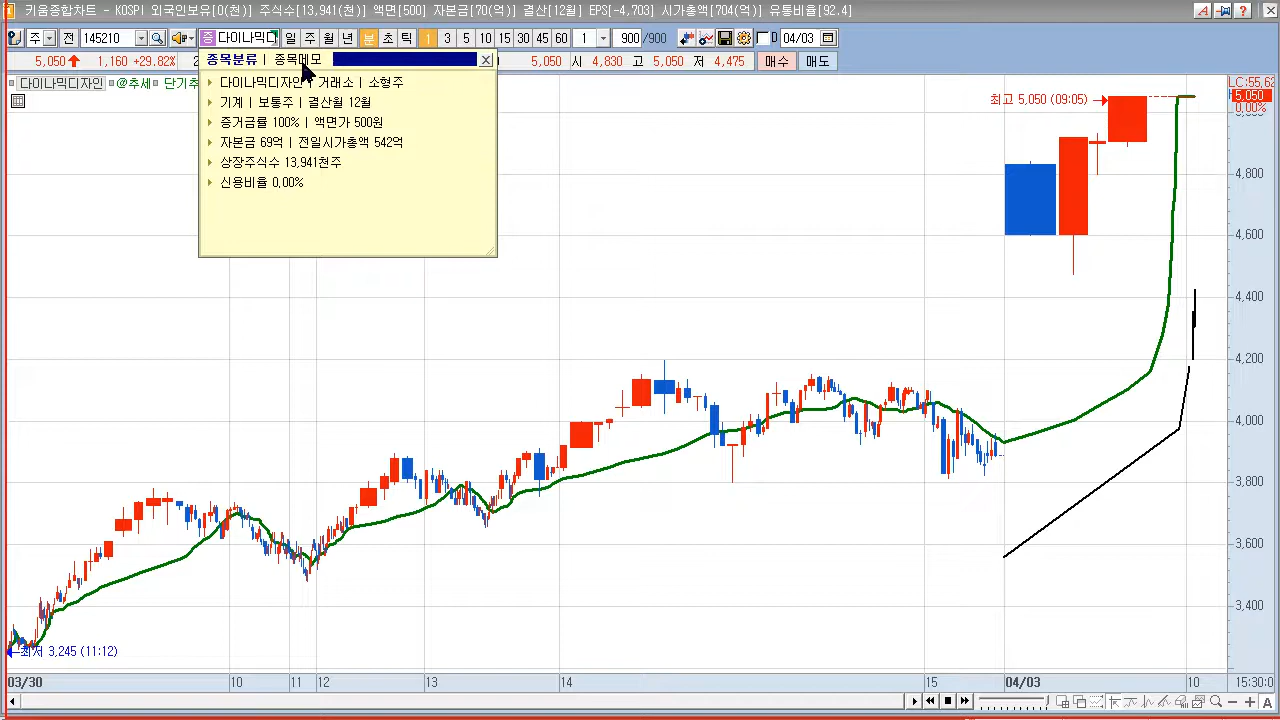 키움종합차트 - KOSPI 외국인보유[0(천)] 주식수[13,941(천)] 액면[500] 자본금[70(억)] 결산[12월] EPS[-4,703] 시가총액[704(억)] 유통비율[92.4]
주 전 145210 종 다이나믹디 일 주 월 년 분 초 틱 1 3 5 10 15 30 45 60 1 900 /900 D 04/03
5,050 1,160 +29.82% 5,050 시 4,830 고 5,050 저 4,475 매수 매도
종목분류 | 종목메모
다이나믹디자인 | 거래소 | 소형주
기계 | 보통주 | 결산월 12월
증거금률 100% | 액면가 500원
자본금 69억 | 전일시가총액 542억
상장주식수 13,941천주
신용비율 0,00%
다이나믹디자인 @추세 단기추
LC:55,62
최고 5,050 (09:05)
5,050
0,00%
4,800
4,600
4,400
4,200
4,000
3,800
3,600
3,400
최저 3,245 (11:12)
03/30 10 11 12 13 14 15 04/03 10 15:30:0
A